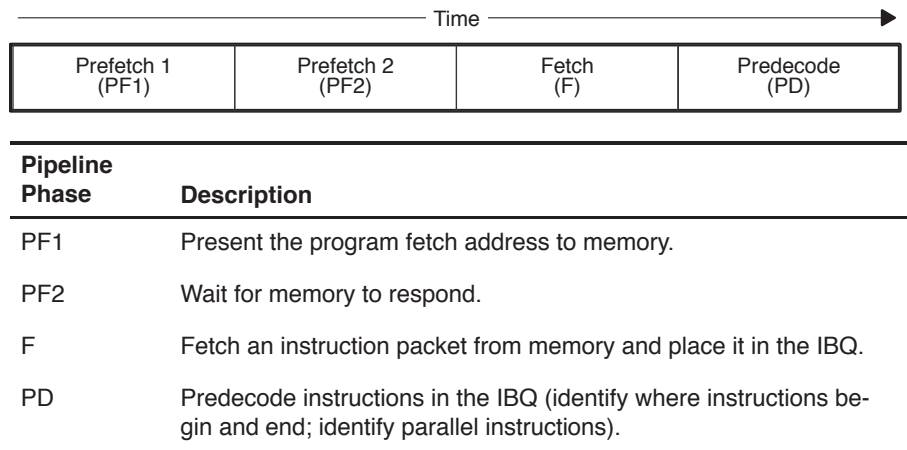 Time
Prefetch 1 Prefetch 2 Fetch Predecode
(PF1) (PF2) (F) (PD)
Pipeline
Phase Description
PF1 Present the program fetch address to memory.
PF2 Wait for memory to respond.
F Fetch an instruction packet from memory and place it in the IBQ.
PD Predecode instructions in the IBQ (identify where instructions be-
gin and end; identify parallel instructions).